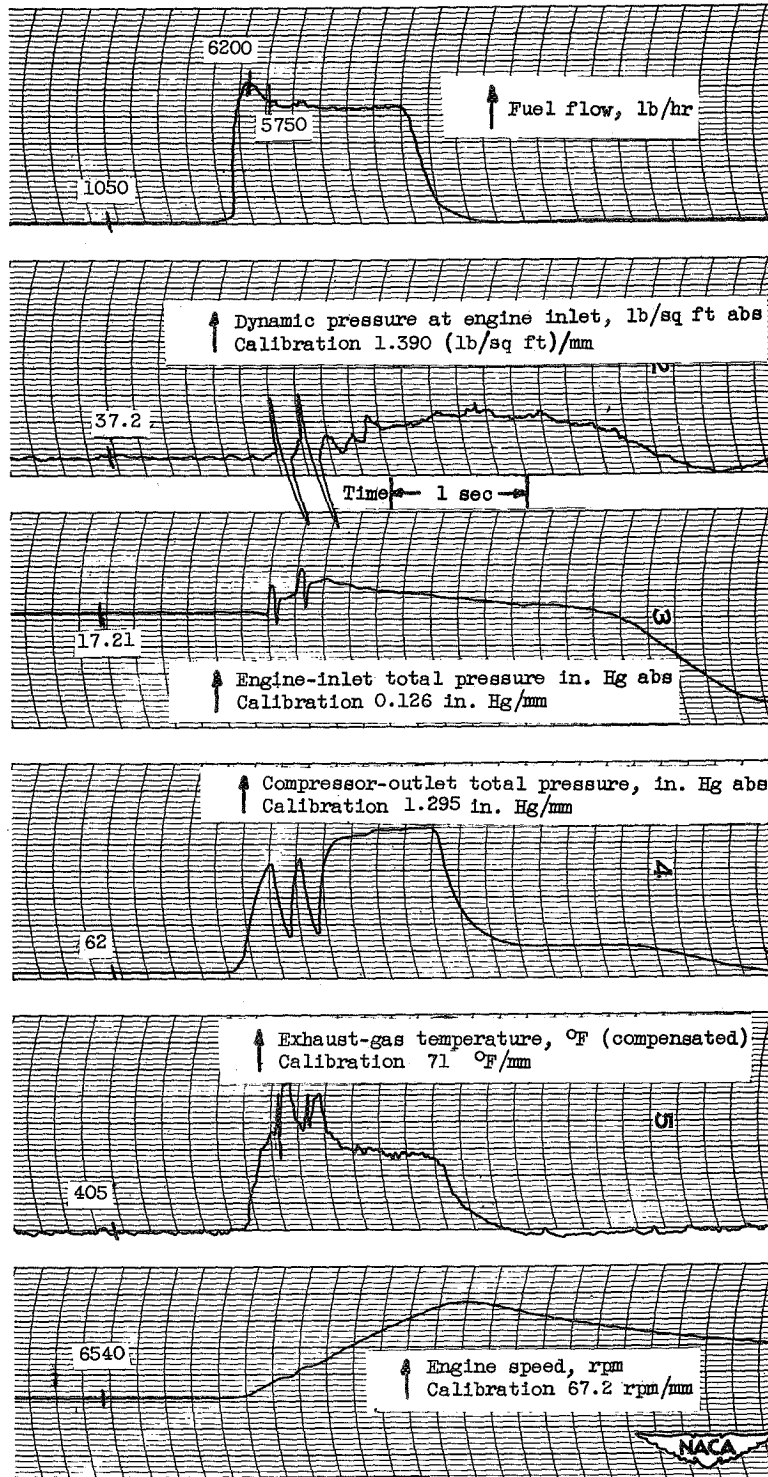 6200
5750
Fuel flow, lb/hr
1050
Dynamic pressure at engine inlet, lb/sq ft abs
Calibration 1.390 (lb/sq ft)/mm
2
37.2
Time 1 sec
3
17.21
Engine-inlet total pressure in. Hg abs
Calibration 0.126 in. Hg/mm
Compressor-outlet total pressure, in. Hg abs
Calibration 1.295 in. Hg/mm
4
62
Exhaust-gas temperature, °F (compensated)
Calibration 71 °F/mm
5
405
6540
Engine speed, rpm
Calibration 67.2 rpm/mm
NACA